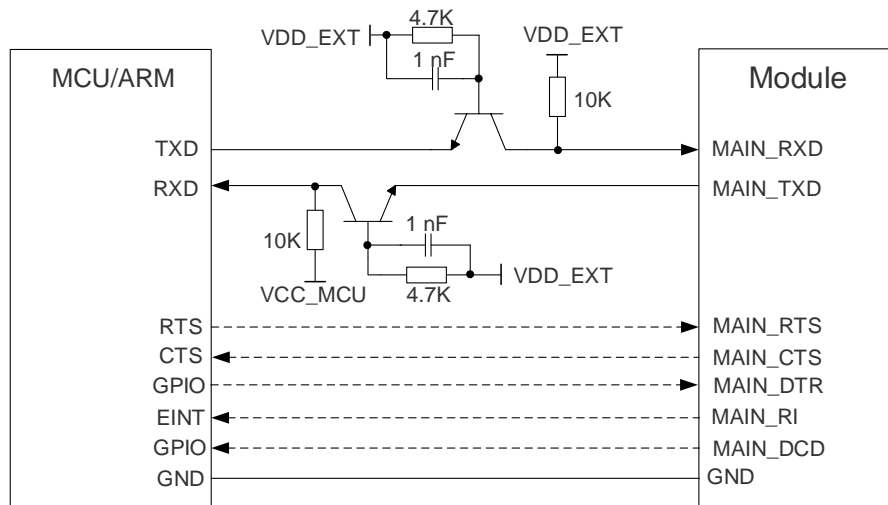 4.7K
VDD_EXT
VDD_EXT
1 nF
MCU/ARM
Module
10K
TXD
MAIN_RXD
RXD
MAIN_TXD
1 nF
10K
VDD_EXT
VCC_MCU
4.7K
RTS
MAIN_RTS
CTS
MAIN_CTS
GPIO
MAIN_DTR
EINT
MAIN_RI
GPIO
MAIN_DCD
GND
GND